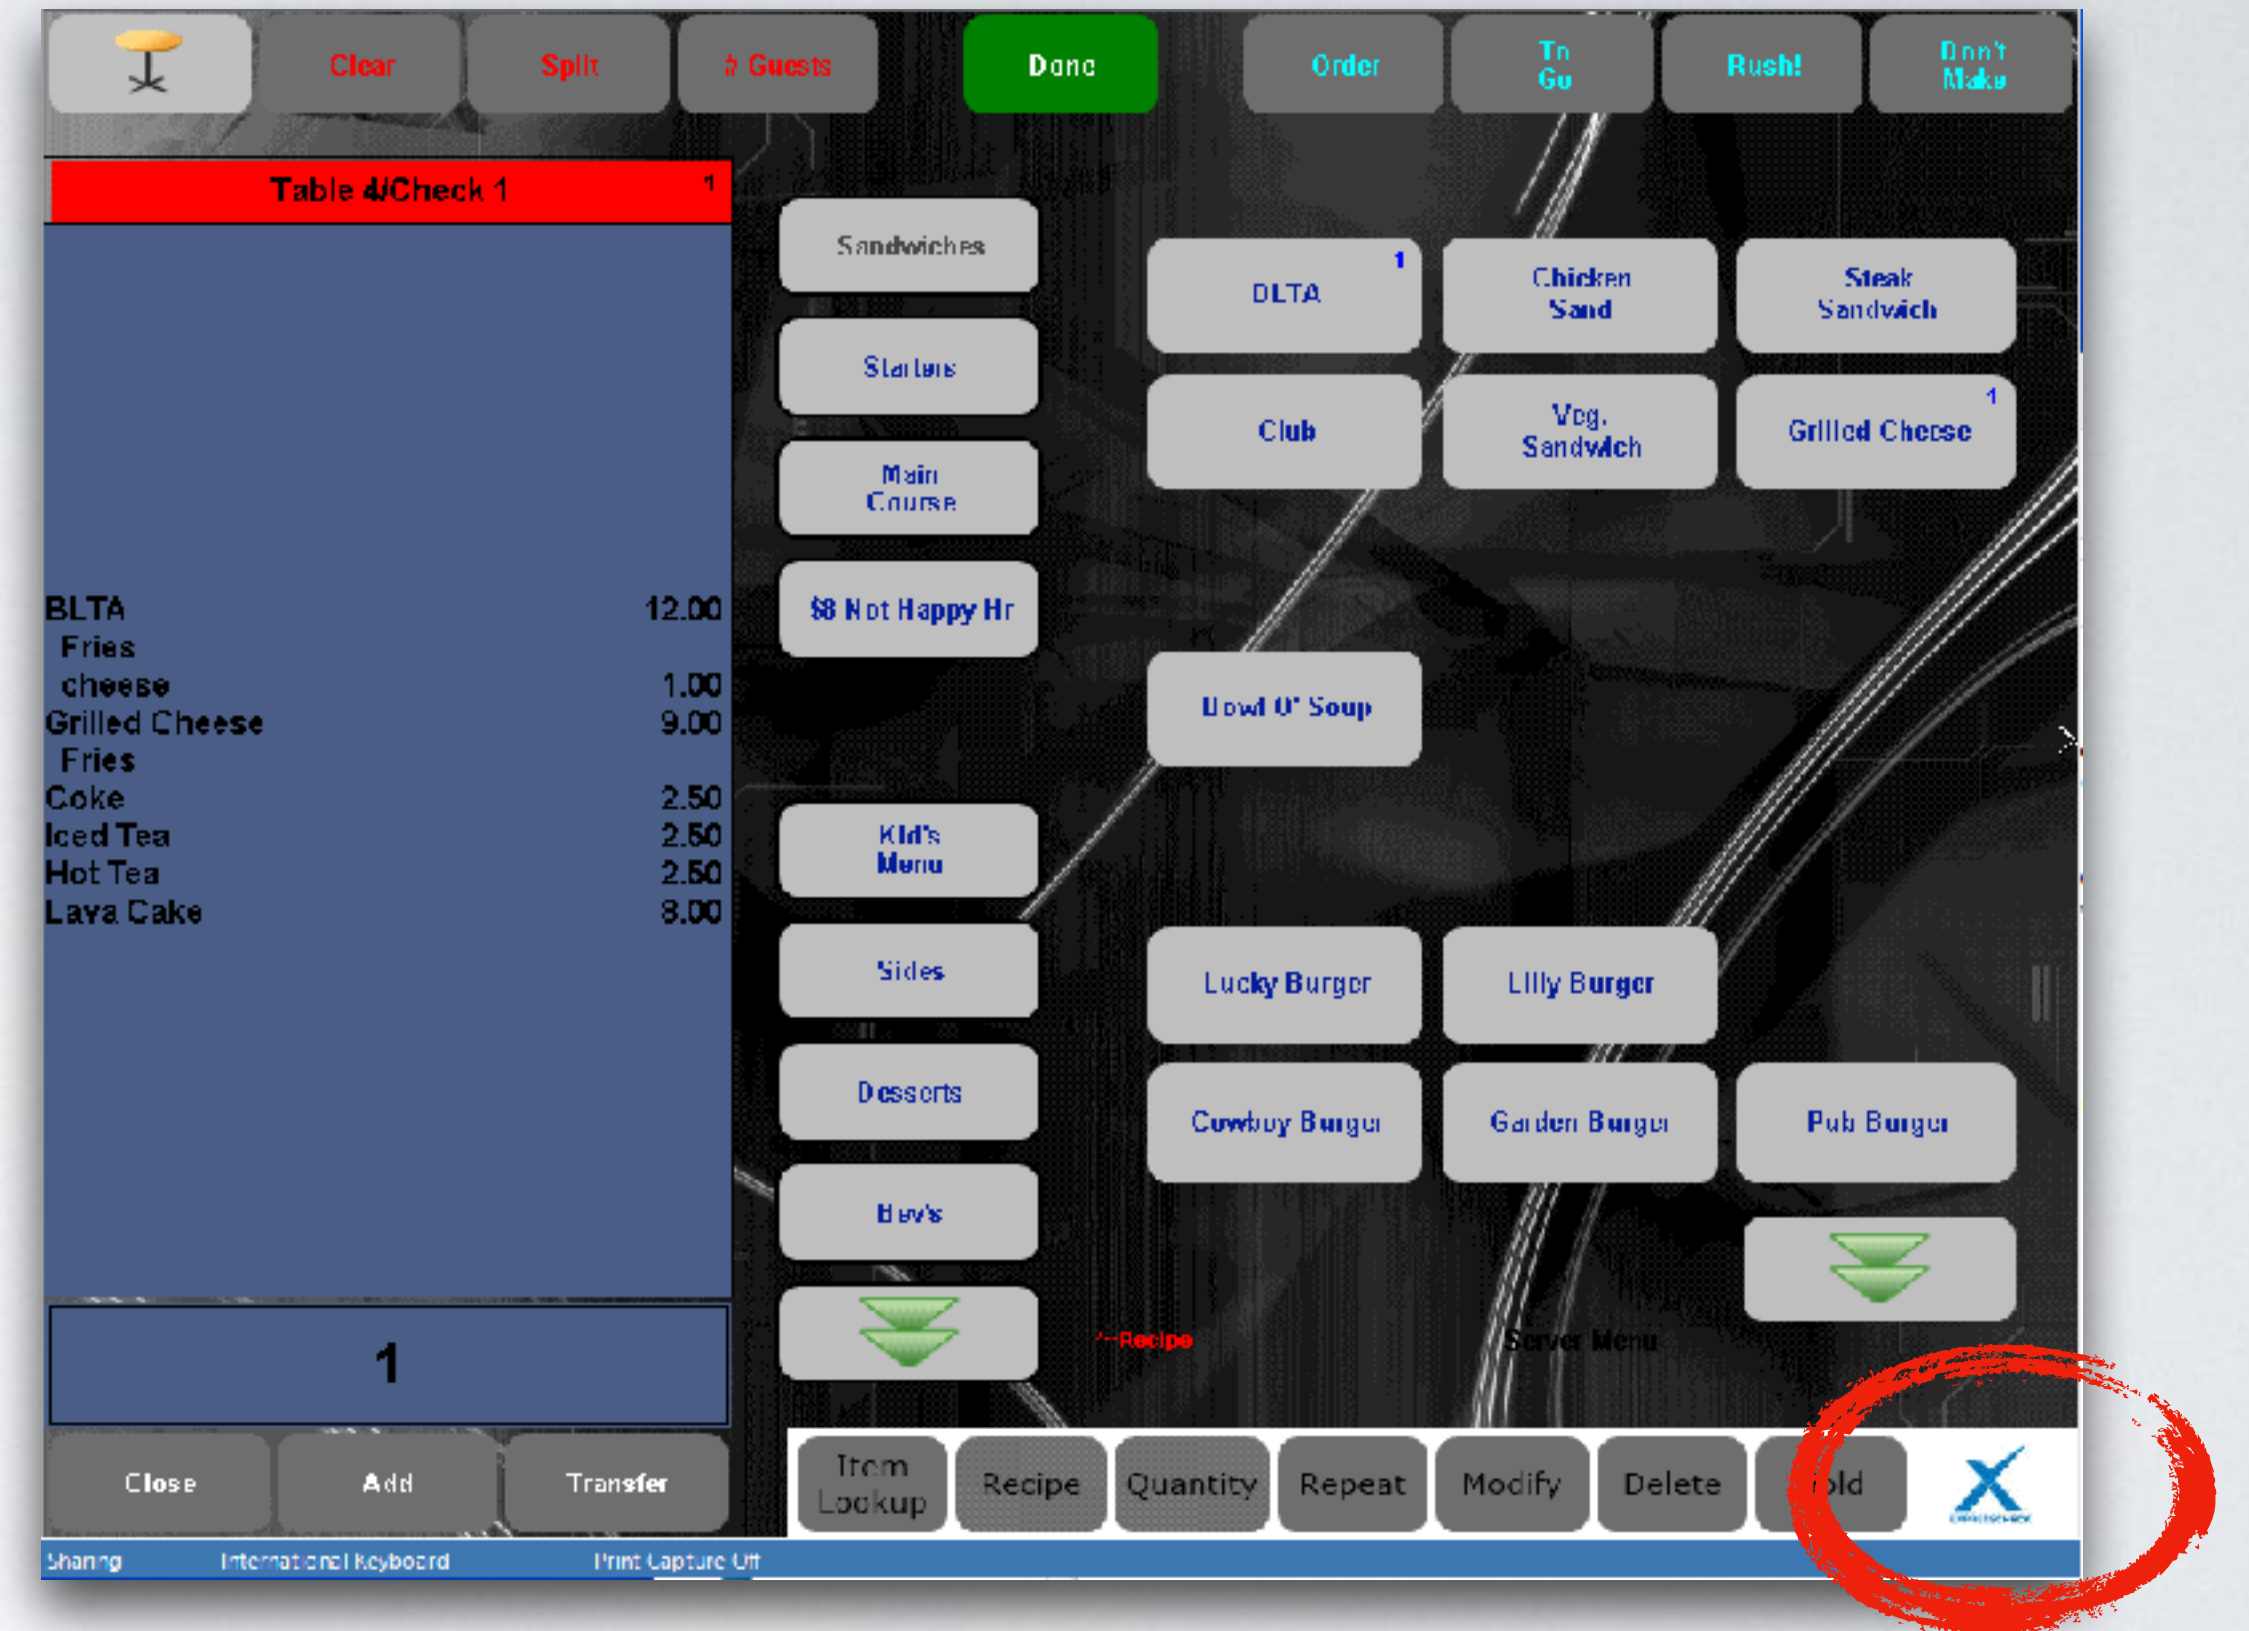 Clear
Split
# Guests
Done
Order
To
Go
Rush!
Don't
Make
Table 4/Check 1
1
BLTA 12.00
Fries
cheese 1.00
Grilled Cheese 9.00
Fries
Coke 2.50
Iced Tea 2.50
Hot Tea 2.50
Lava Cake 8.00
1
Close
Add
Transfer
Sandwiches
Starters
Main
Course
$8 Not Happy Hr
Kid's
Menu
Sides
Desserts
Bev's
BLTA
1
Chicken
Sand
Steak
Sandwich
Club
Veg.
Sandwich
Grilled Cheese
1
Bowl O' Soup
Lucky Burger
Lilly Burger
Cowboy Burger
Garden Burger
Pub Burger
Recipe
Server Menu
Item
Lookup
Recipe
Quantity
Repeat
Modify
Delete
Sharing
International Keyboard
Print Capture Off